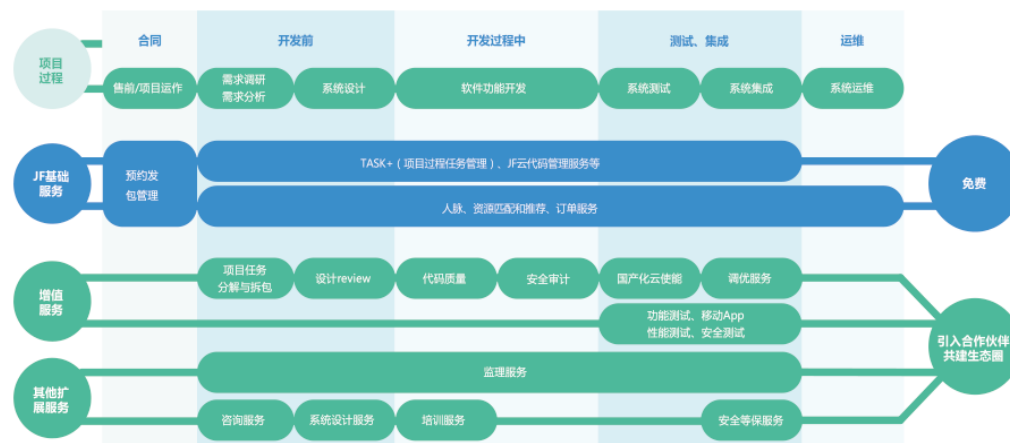 合同
开发前
开发过程中
测试、集成
运维
项目
过程
售前/项目运作
需求调研
需求分析
系统设计
软件功能开发
系统测试
系统集成
系统运维
JF基础
服务
预约发
包管理
TASK+（项目过程任务管理）、JF云代码管理服务等
人脉、资源匹配和推荐、订单服务
免费
增值
服务
项目任务
分解与拆包
设计review
代码质量
安全审计
国产化云使能
调优服务
功能测试、移动App
性能测试、安全测试
引入合作伙伴
共建生态圈
其他扩
展服务
监理服务
咨询服务
系统设计服务
培训服务
安全等保服务